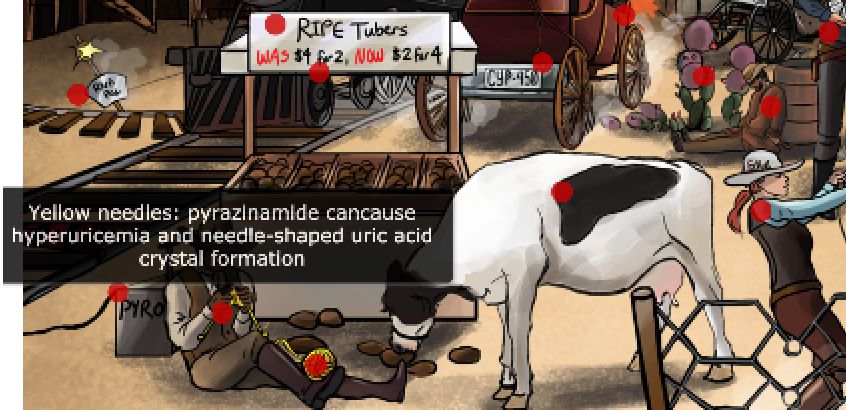 RIPE Tubers
WAS $4 for 2, NOW $2 for 4
CYP-450
Yellow needles: pyrazinamide cancause
hyperuricemia and needle-shaped uric acid
crystal formation
PYRO